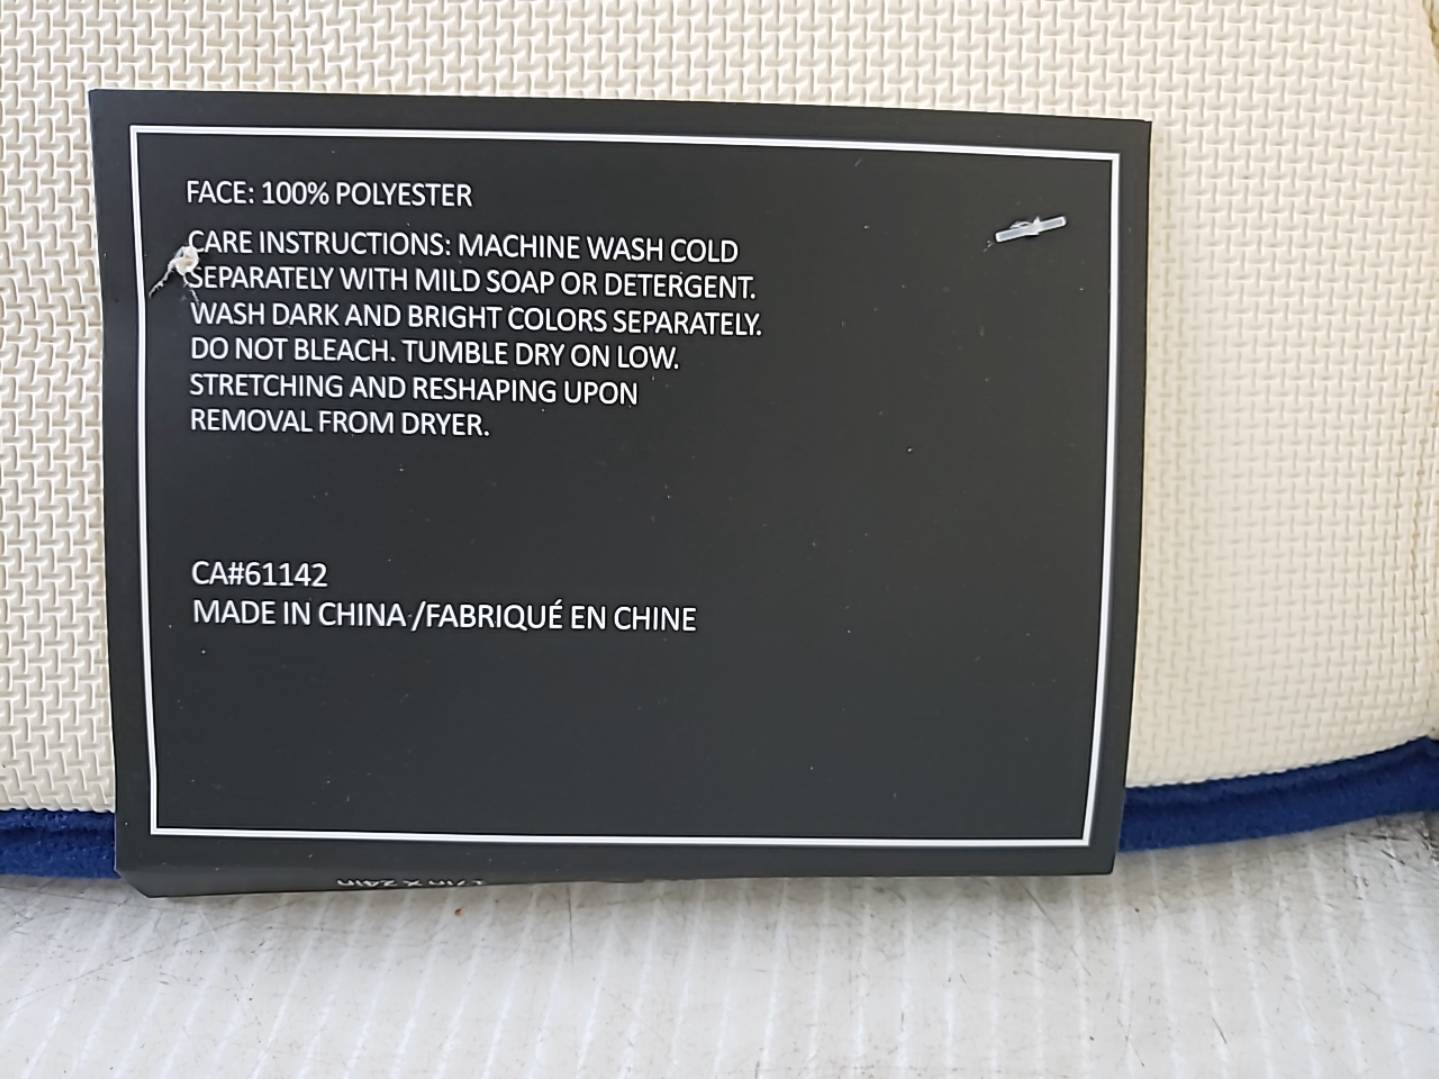 FACE: 100% POLYESTER
CARE INSTRUCTIONS: MACHINE WASH COLD
SEPARATELY WITH MILD SOAP OR DETERGENT.
WASH DARK AND BRIGHT COLORS SEPARATELY.
DO NOT BLEACH. TUMBLE DRY ON LOW.
STRETCHING AND RESHAPING UPON
REMOVAL FROM DRYER.
CA#61142
MADE IN CHINA /FABRIQUÉ EN CHINE
X 24in